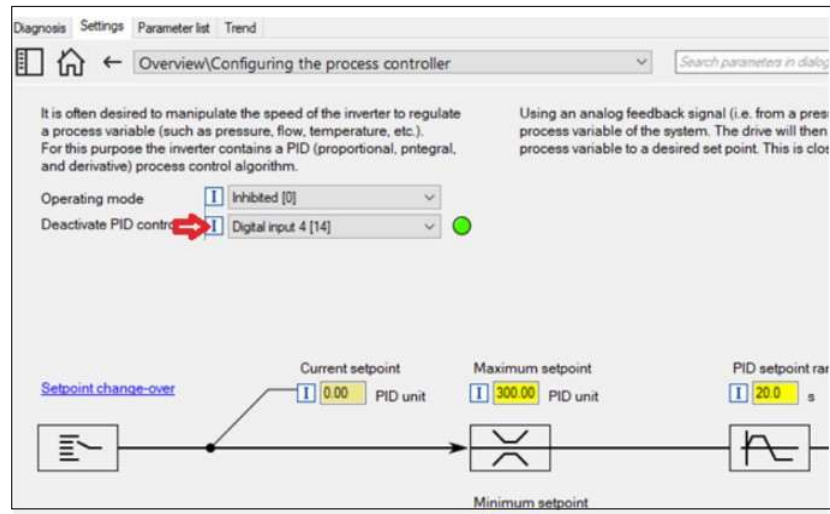 Diagnosis Settings Parameter list Trend
Overview\Configuring the process controller
Search parameters in dialog
It is often desired to manipulate the speed of the inverter to regulate
a process variable (such as pressure, flow, temperature, etc.).
For this purpose the inverter contains a PID (proportional, pntegral,
and derivative) process control algorithm.
Using an analog feedback signal (i.e. from a pres
process variable of the system. The drive will then
process variable to a desired set point. This is clos
Operating mode I Inhibited [0]
Deactivate PID contro I Digital input 4 [14]
Current setpoint
Maximum setpoint
PID setpoint ran
Setpoint change-over
I 0.00 PID unit
I 300.00 PID unit
I 20.0 s
Minimum setpoint